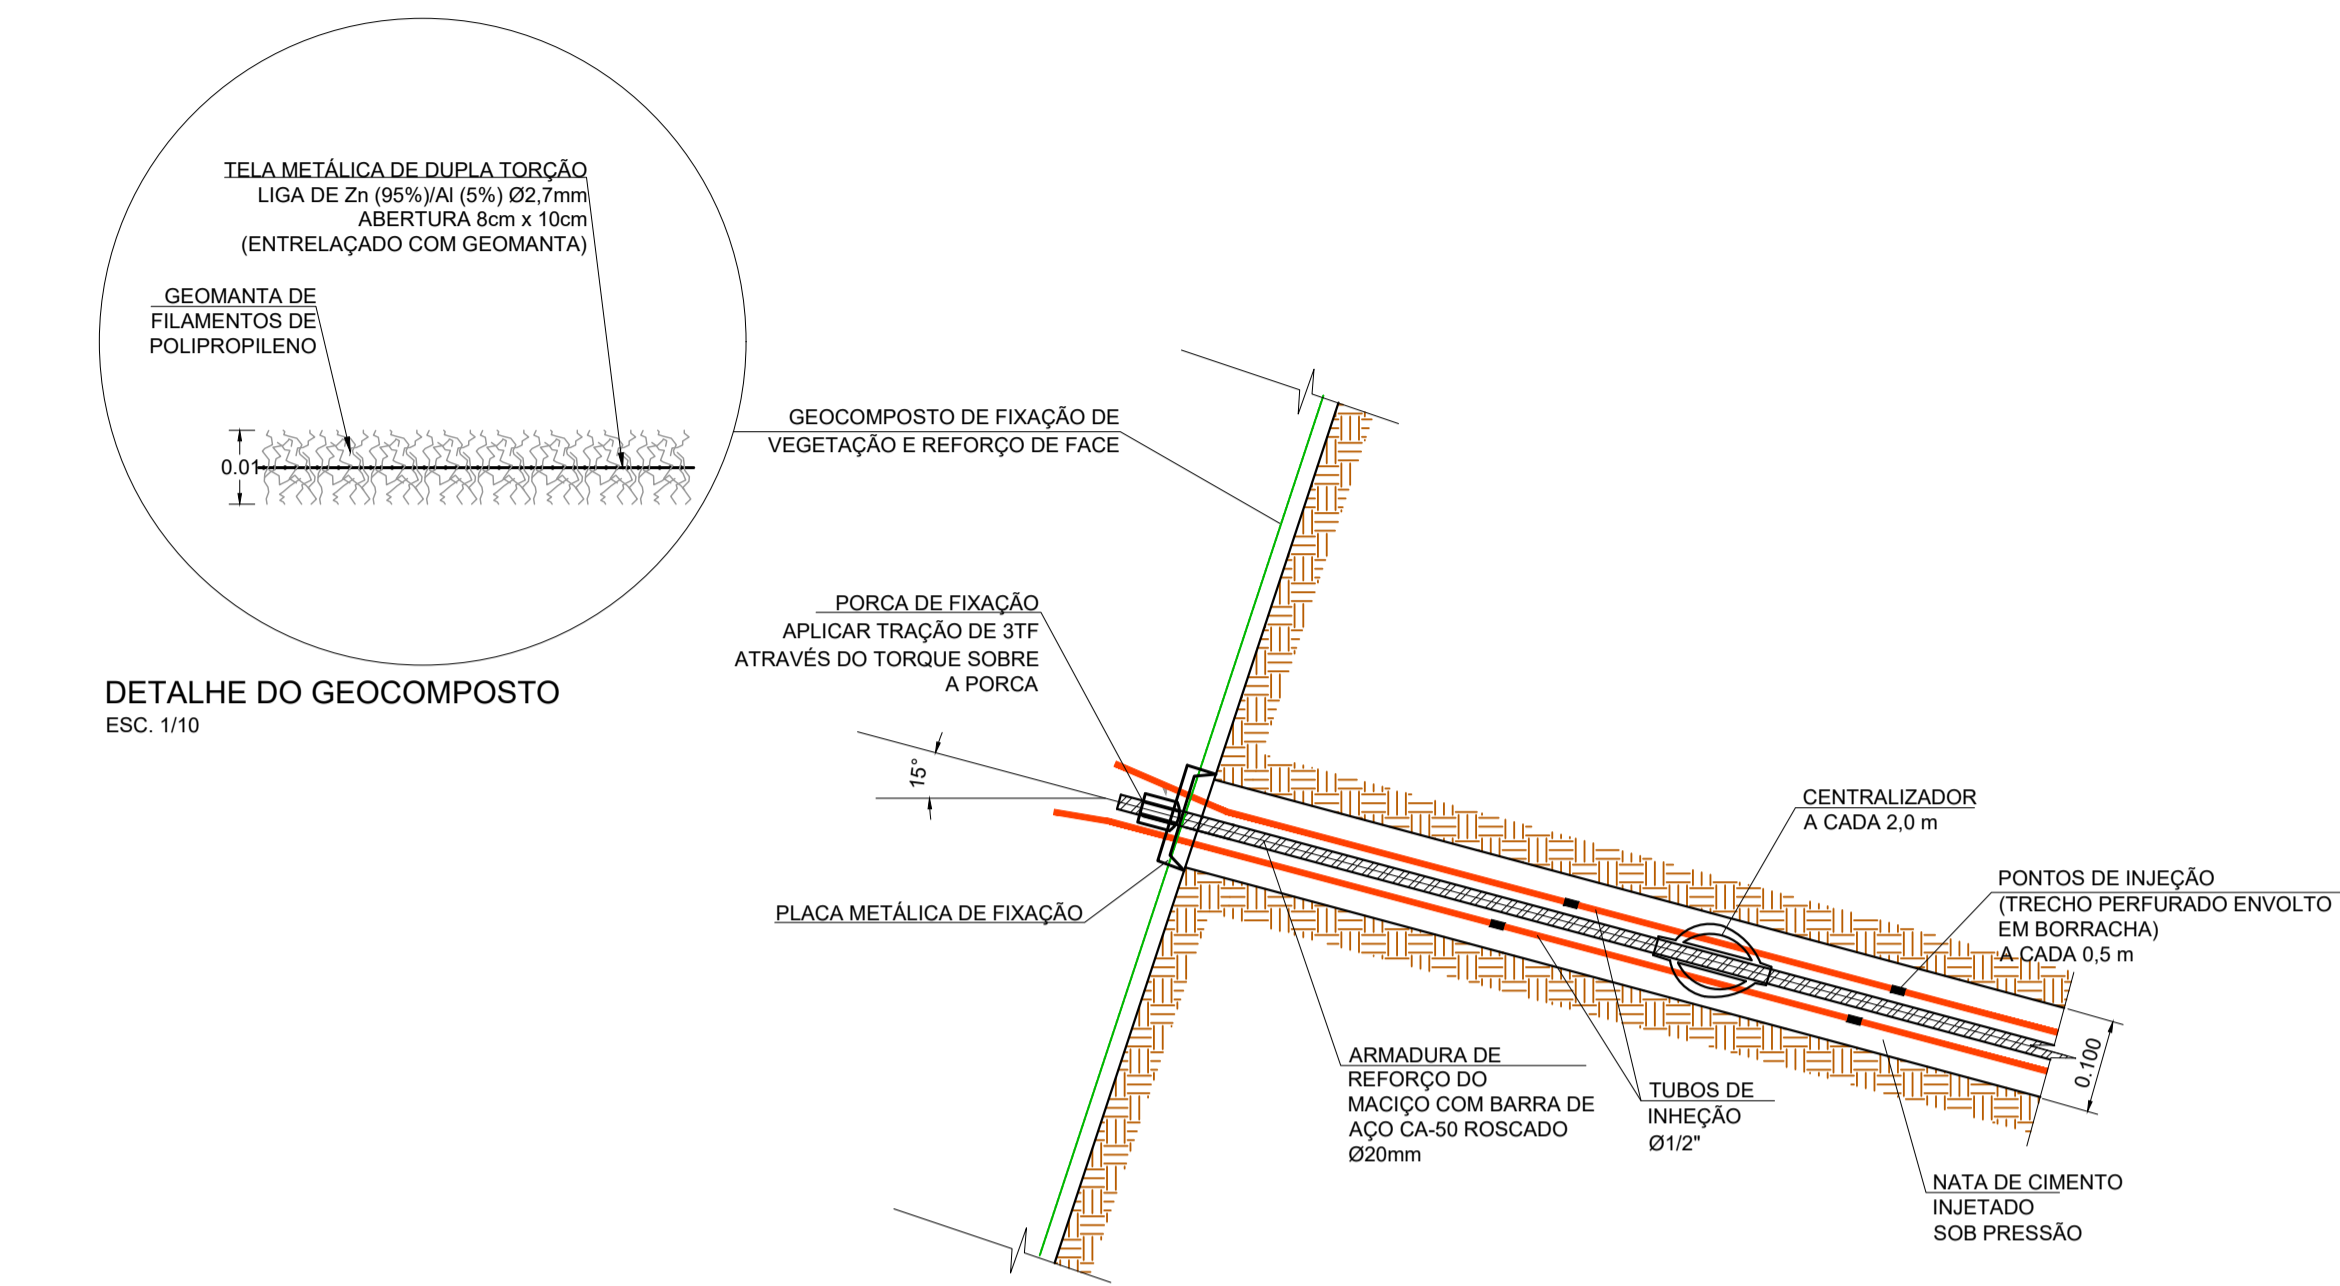 TELA METÁLICA DE DUPLA TORÇÃO
LIGA DE Zn (95%)/Al (5%) Ø2,7mm
ABERTURA 8cm x 10cm
(ENTRELAÇADO COM GEOMANTA)
GEOMANTA DE
FILAMENTOS DE
POLIPROPILENO
0.01
DETALHE DO GEOCOMPOSTO
ESC. 1/10
GEOCOMPOSTO DE FIXAÇÃO DE
VEGETAÇÃO E REFORÇO DE FACE
PORCA DE FIXAÇÃO
APLICAR TRAÇÃO DE 3TF
ATRAVÉS DO TORQUE SOBRE
A PORCA
15°
PLACA METÁLICA DE FIXAÇÃO
CENTRALIZADOR
A CADA 2,0 m
PONTOS DE INJEÇÃO
(TRECHO PERFURADO ENVOLTO
EM BORRACHA)
A CADA 0,5 m
ARMADURA DE
REFORÇO DO
MACIÇO COM BARRA DE
AÇO CA-50 ROSCADO
Ø20mm
TUBOS DE
INHEÇÃO
Ø1/2"
0.100
NATA DE CIMENTO
INJETADO
SOB PRESSÃO